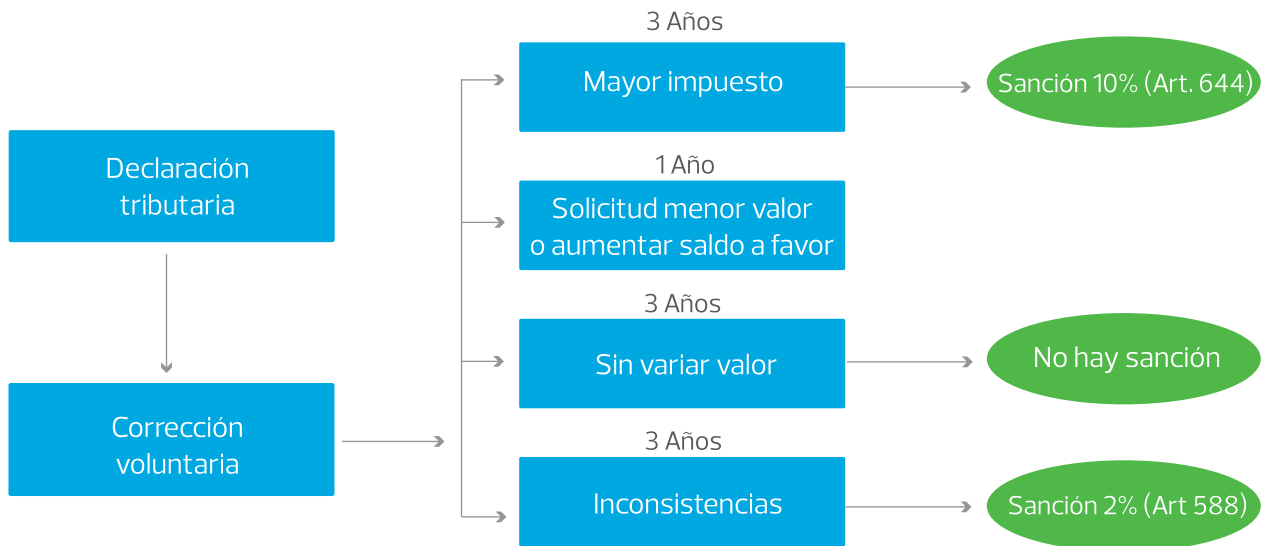 Declaración
tributaria
Corrección
voluntaria
3 Años
Mayor impuesto
Sanción 10% (Art. 644)
1 Año
Solicitud menor valor
o aumentar saldo a favor
3 Años
Sin variar valor
No hay sanción
3 Años
Inconsistencias
Sanción 2% (Art 588)